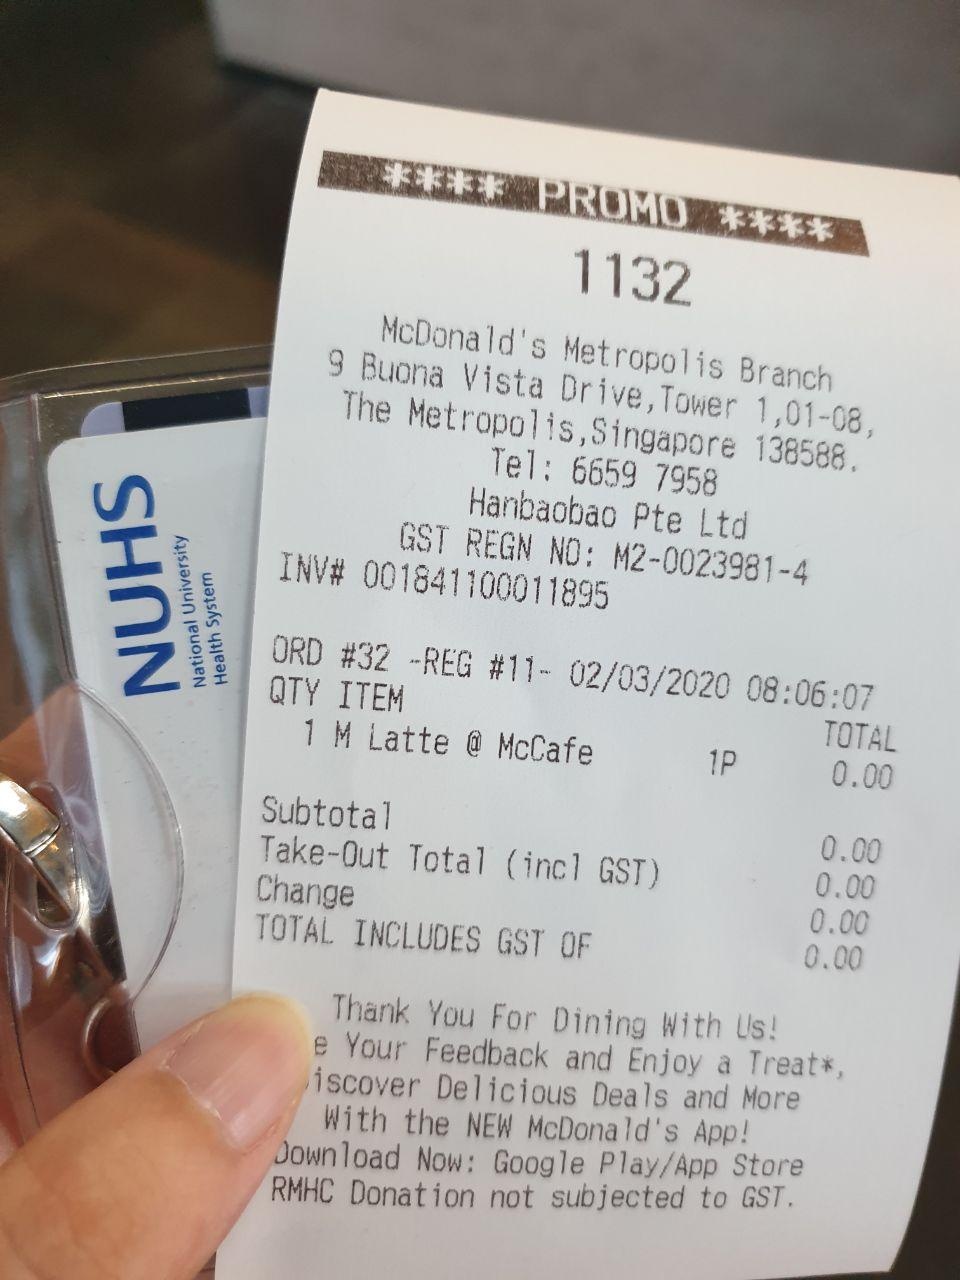 **** PROMO ****
1132
McDonald's Metropolis Branch
9 Buona Vista Drive,Tower 1,01-08,
The Metropolis,Singapore 138588.
Tel: 6659 7958
Hanbaobao Pte Ltd
GST REGN NO: M2-0023981-4
INV# 001841100011895
ORD #32 -REG #11- 02/03/2020 08:06:07
QTY ITEM TOTAL
1 M Latte @ McCafe 1P 0.00
Subtotal 0.00
Take-Out Total (incl GST) 0.00
Change 0.00
TOTAL INCLUDES GST OF 0.00
Thank You For Dining With Us!
Your Feedback and Enjoy a Treat*,
iscover Delicious Deals and More
With the NEW McDonald's App!
Download Now: Google Play/App Store
RMHC Donation not subjected to GST.
NUHS
National University
Health System